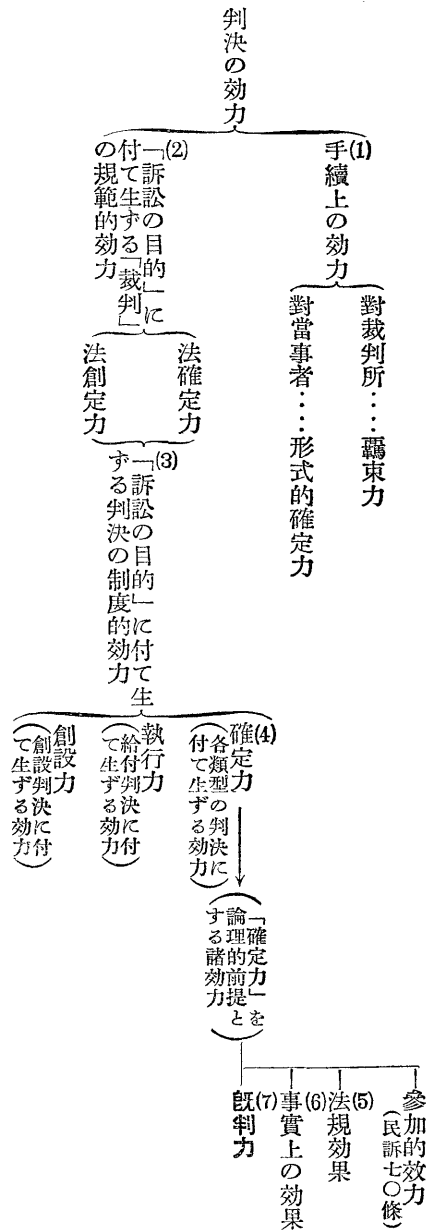 判決の効力
(1)
手續上の効力
對裁判所‥‥羈束力
對當事者‥‥形式的確定力
(2)
「訴訟の目的」に
付て生ずる「裁判」
の規範的効力
法確定力
法創定力
(3)
「訴訟の目的」に付て生
ずる判決の制度的効力
(4)
確定力
(各類型の判決に
付て生ずる効力)
執行力
(給付判決に付
て生ずる効力)
創設力
(創設判決に付
て生ずる効力)
(「確定力」を
論理的前提と
する諸効力)
參加的效力
(民訴七〇條)
(5)
法規効果
(6)
事實上の効果
(7)
既判力